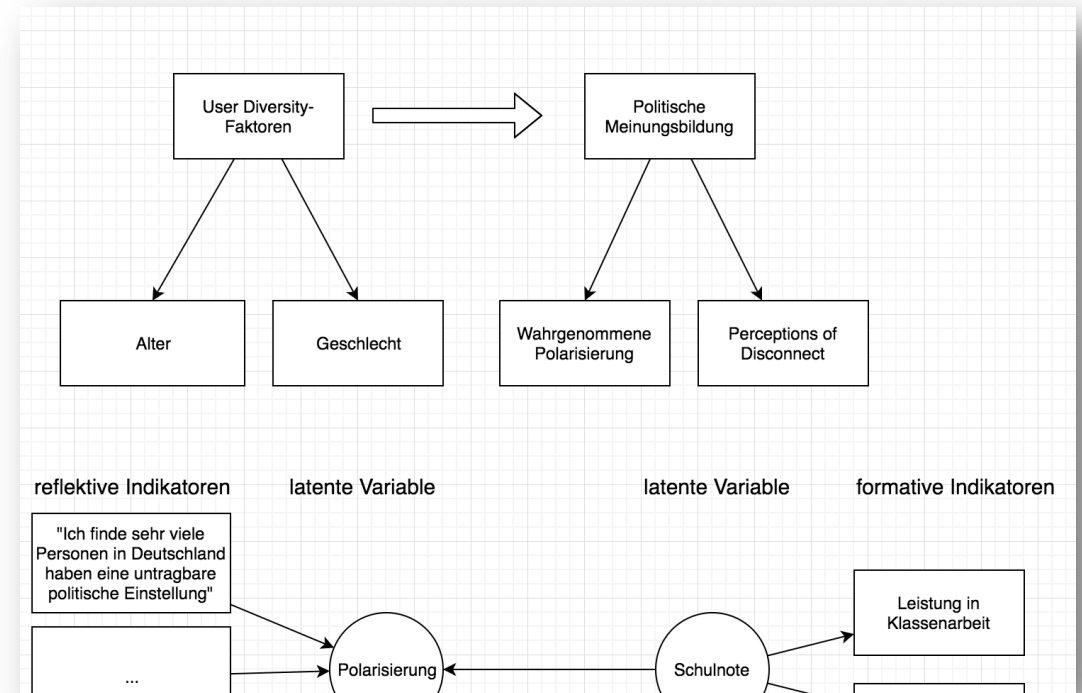 User Diversity-
Faktoren
Politische
Meinungsbildung
Alter
Geschlecht
Wahrgenommene
Polarisierung
Perceptions of
Disconnect
reflektive Indikatoren
latente Variable
latente Variable
formative Indikatoren
"Ich finde sehr viele
Personen in Deutschland
haben eine untragbare
politische Einstellung"
Leistung in
Klassenarbeit
...
Polarisierung
Schulnote